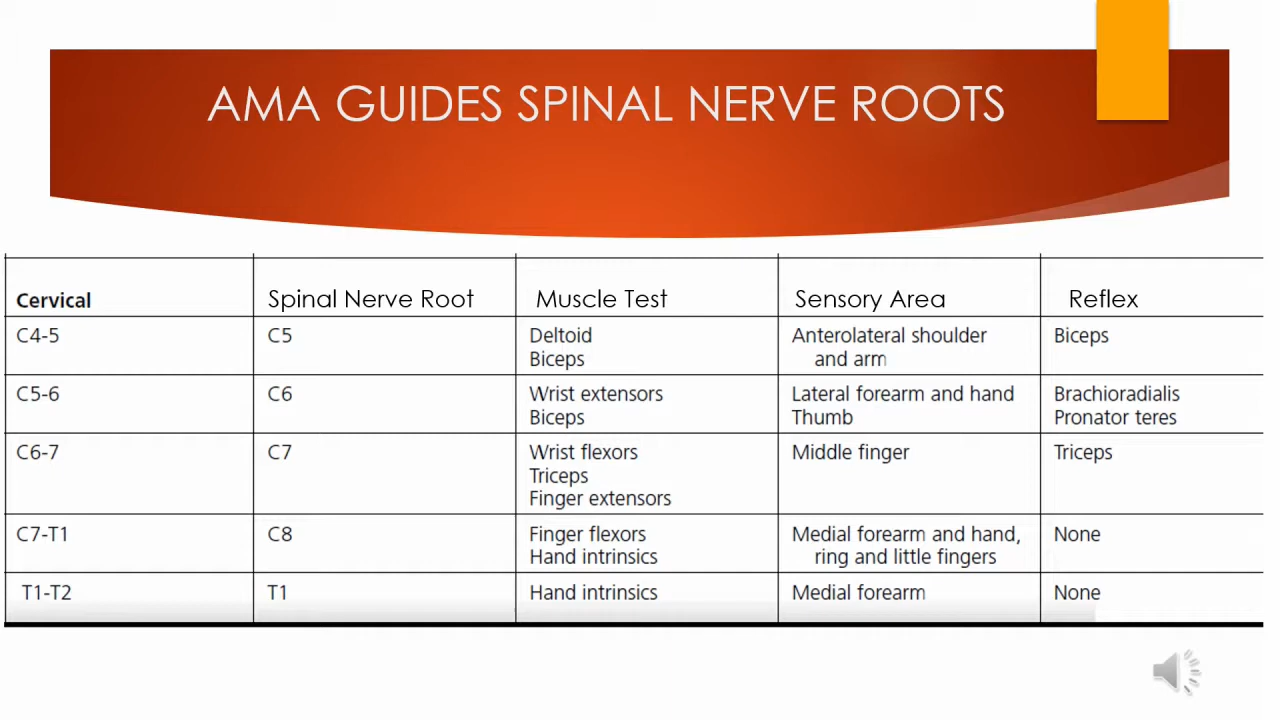 AMA GUIDES SPINAL NERVE ROOTS
Cervical Spinal Nerve Root Muscle Test Sensory Area Reflex
C4-5 C5 Deltoid Anterolateral shoulder Biceps
Biceps and arm
C5-6 C6 Wrist extensors Lateral forearm and hand Brachioradialis
Biceps Thumb Pronator teres
C6-7 C7 Wrist flexors Middle finger Triceps
Triceps
Finger extensors
C7-T1 C8 Finger flexors Medial forearm and hand, None
Hand intrinsics ring and little fingers
T1-T2 T1 Hand intrinsics Medial forearm None